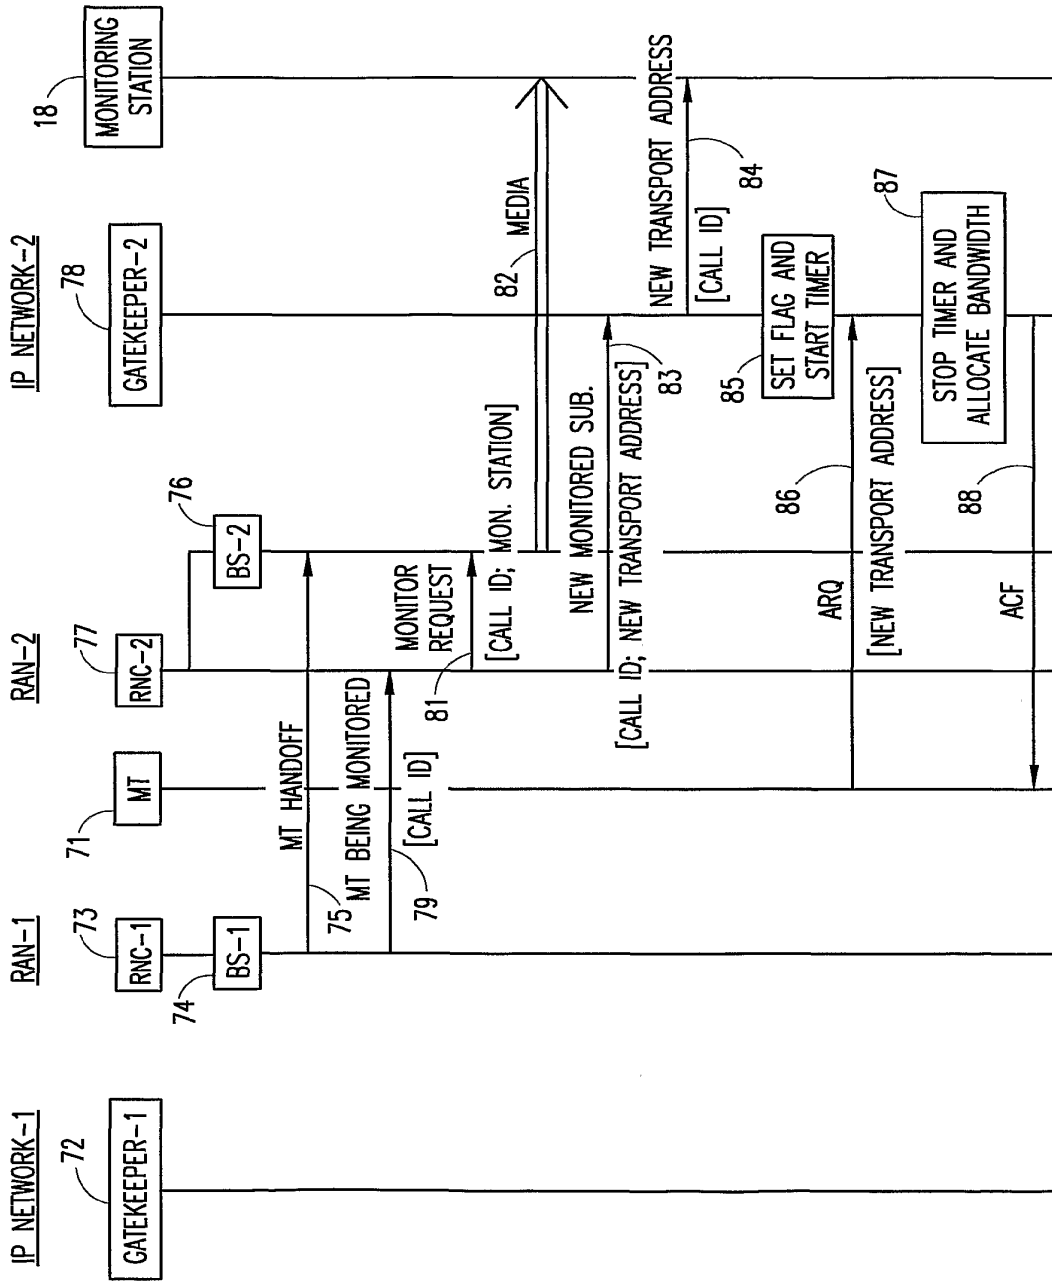 IP NETWORK-1
RAN-1
RAN-2
IP NETWORK-2
72
GATEKEEPER-1
73
RNC-1
74
BS-1
71
MT
77
RNC-2
76
BS-2
78
GATEKEEPER-2
18
MONITORING
STATION
MT HANDOFF
75
MT BEING MONITORED
79
[CALL ID]
MONITOR
REQUEST
81
[CALL ID; MON. STATION]
82
MEDIA
NEW MONITORED SUB.
83
[CALL ID; NEW TRANSPORT ADDRESS]
NEW TRANSPORT ADDRESS
[CALL ID]
84
85
SET FLAG AND
START TIMER
ARQ
86
[NEW TRANSPORT ADDRESS]
87
STOP TIMER AND
ALLOCATE BANDWIDTH
ACF
88